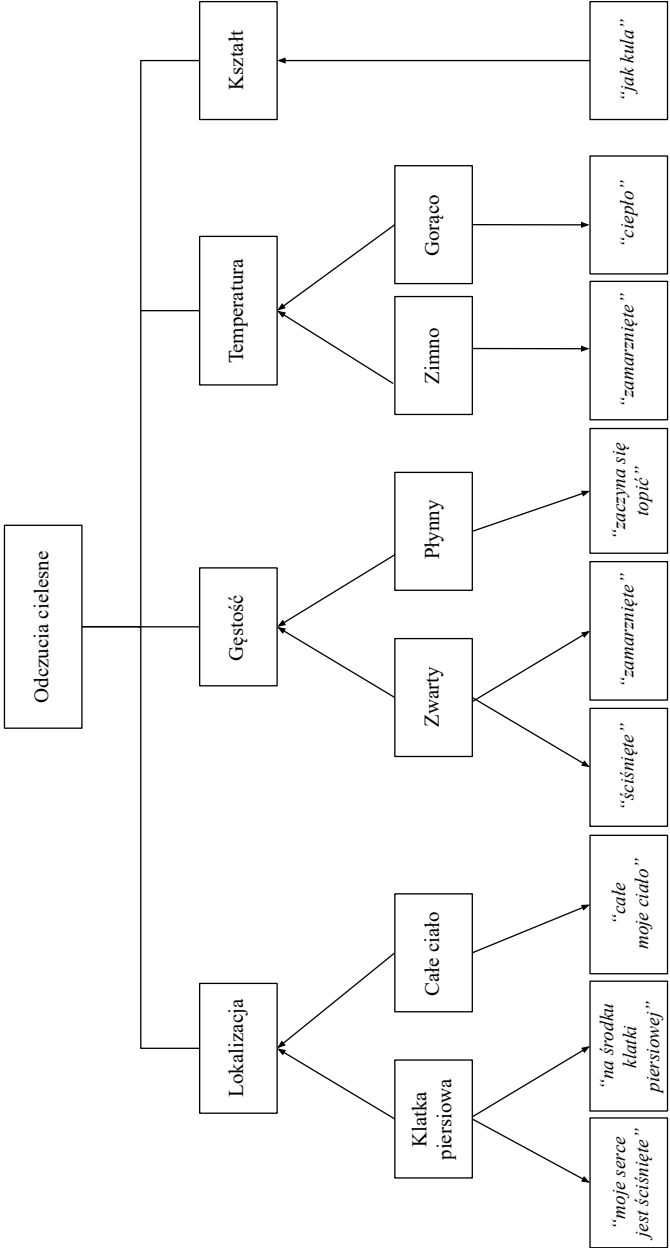 Odczucia cielesne
Lokalizacja
Gęstość
Temperatura
Kształt
Klatka
piersiowa
Całe ciało
Zwarty
Płynny
Zimno
Gorąco
“moje serce
jest ściśnięte”
“na środku
klatki
piersiowej”
“całe
moje ciało”
“ściśnięte”
“zamarznięte”
“zaczyna się
topić”
“zamarznięte”
“ciepło”
“jak kula”